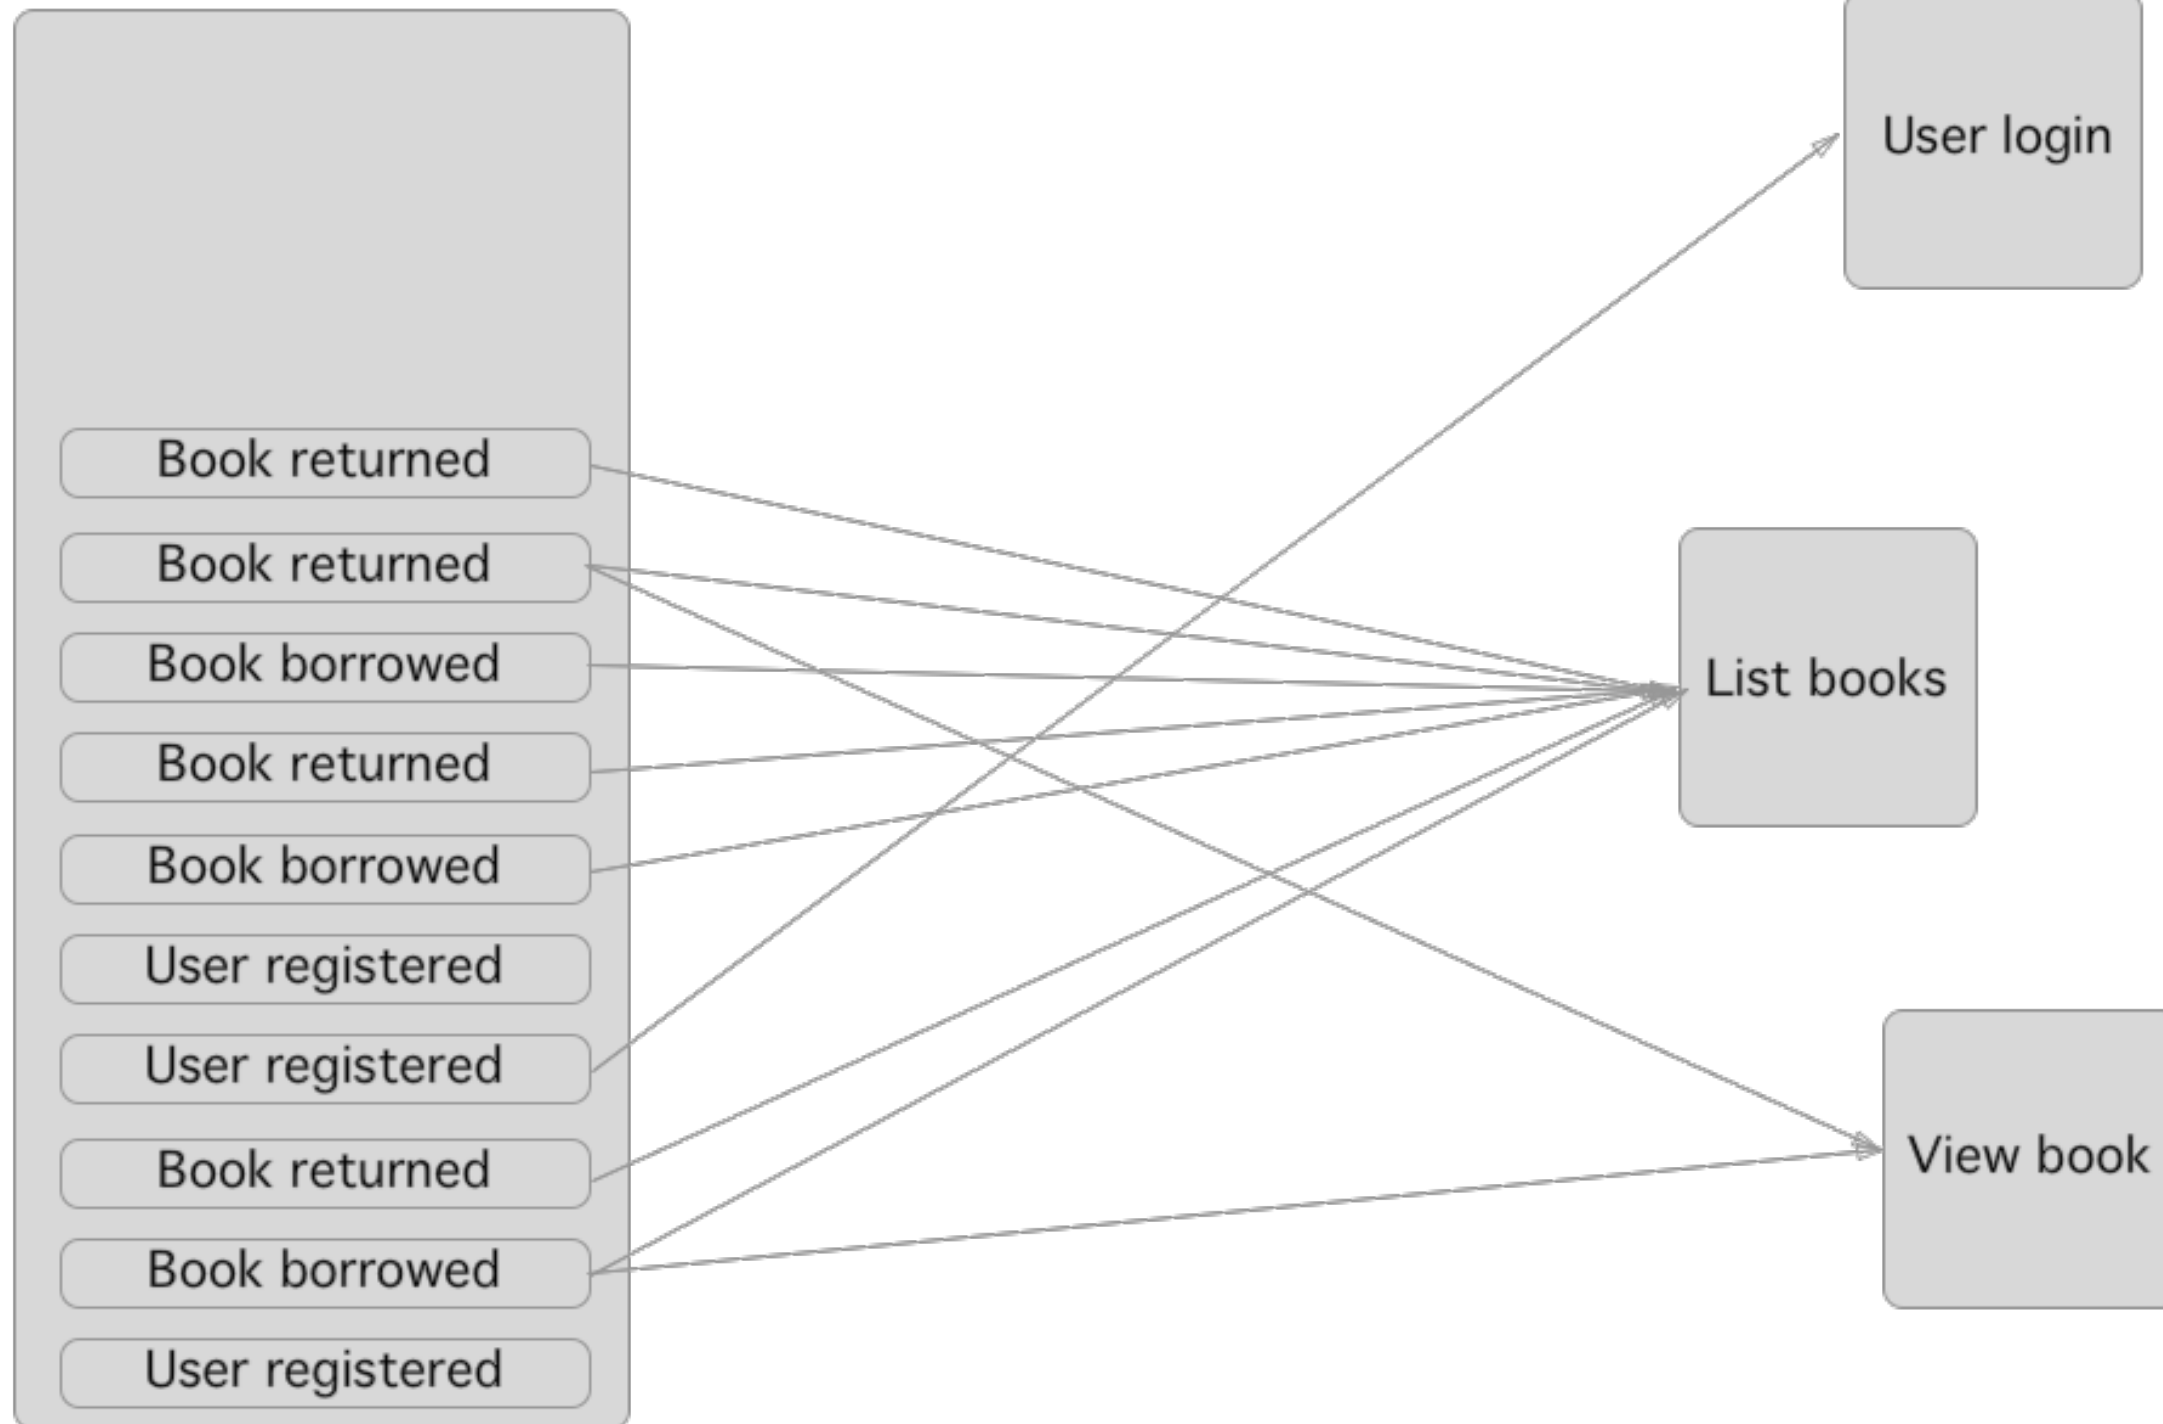 User login
Book returned
Book returned
Book borrowed
List books
Book returned
Book borrowed
User registered
User registered
View book
Book returned
Book borrowed
User registered